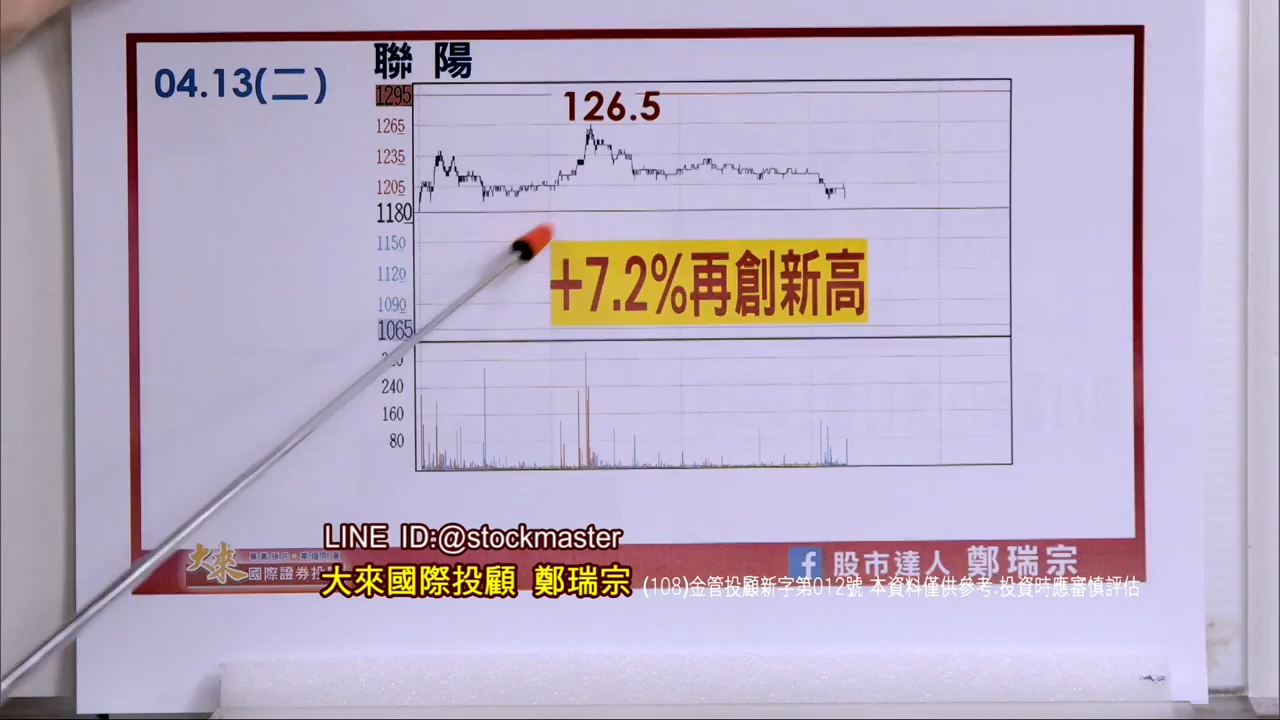 聯 陽
04.13(二)
126.5
1295
1265
1235
1205
1180
1150
1120
1090
1065
240
160
80
+7.2%再創新高
LINE ID:@stockmaster
大來
國際證券投
股市達人 鄭瑞宗
大來國際投顧 鄭瑞宗
(108)金管投顧新字第012號 本資料僅供參考.投資時應審慎評估